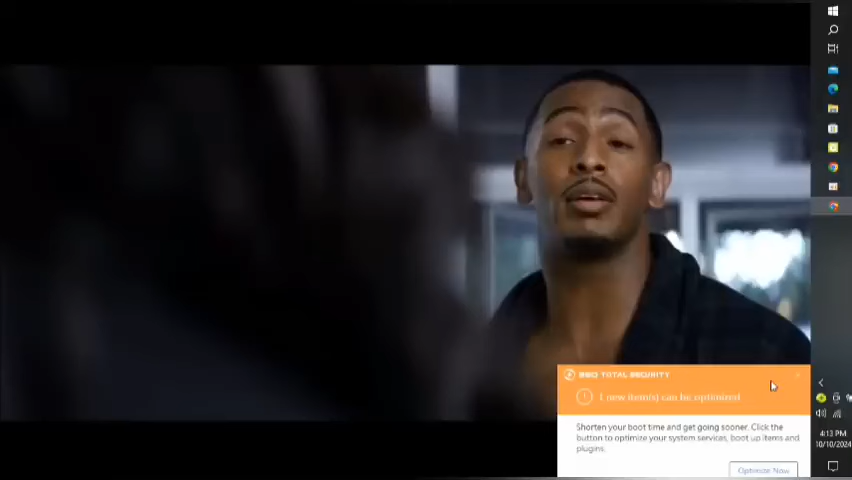 360 TOTAL SECURITY
1 new item(s) can be optimized
Shorten your boot time and get going sooner. Click the
button to optimize your system services, boot up items and
plugins.
Optimize Now
4:13 PM
10/10/2024